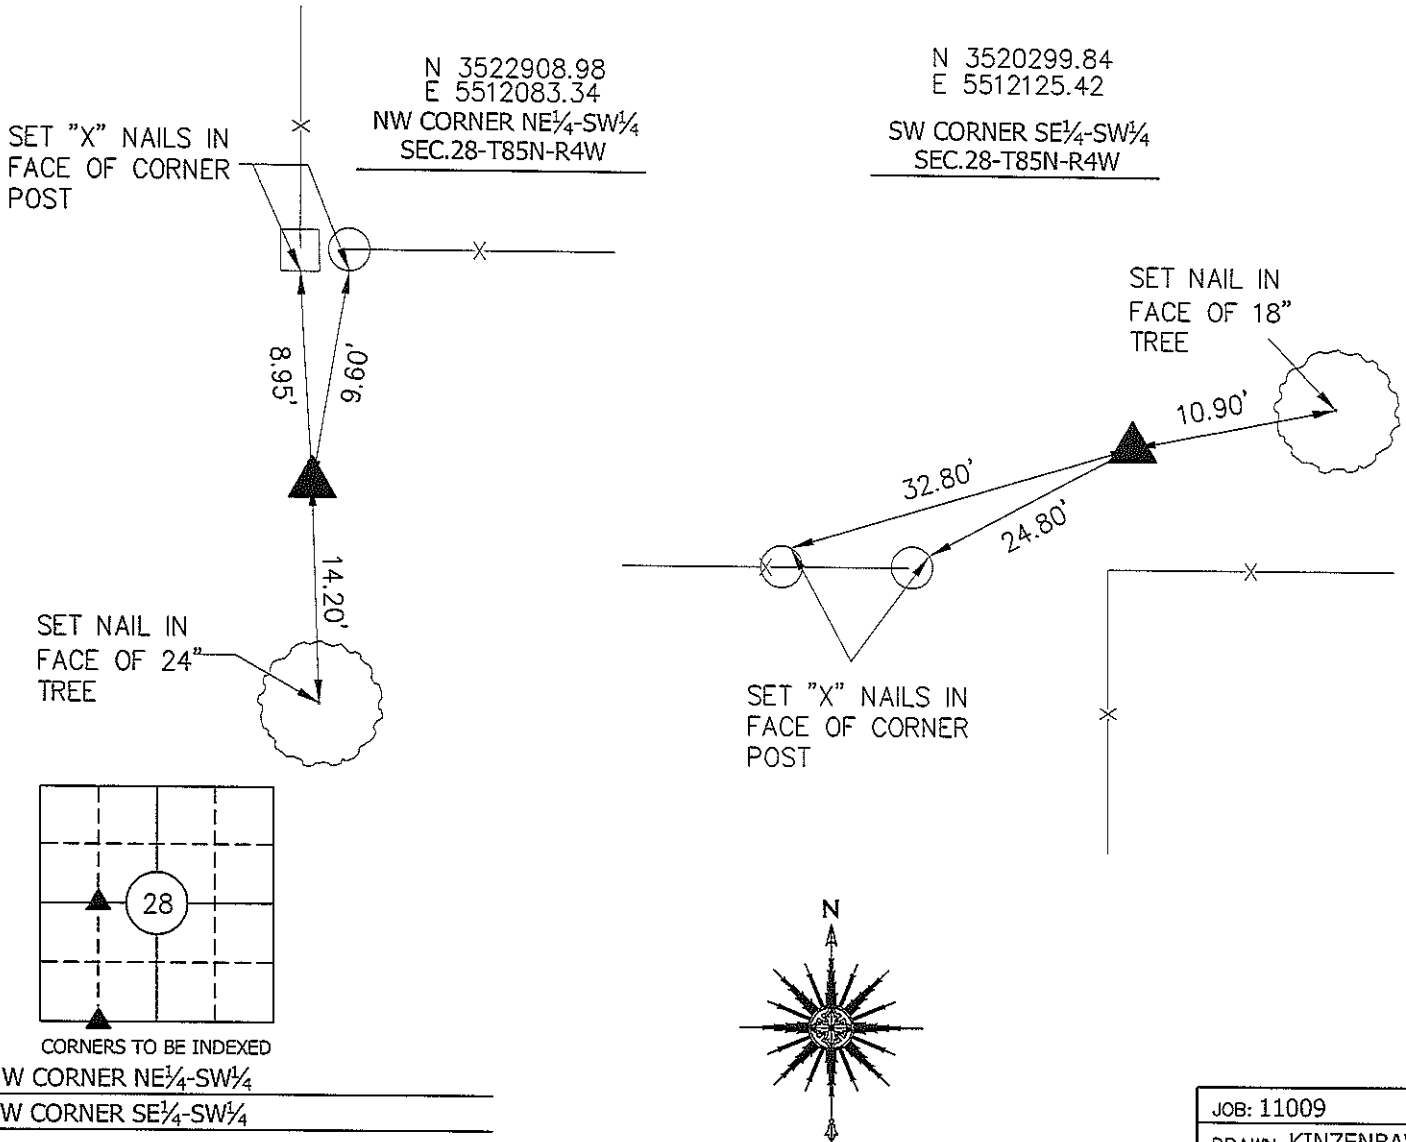 N 3522908.98
E 5512083.34
NW CORNER NE¼-SW¼
SEC.28-T85N-R4W
N 3520299.84
E 5512125.42
SW CORNER SE¼-SW¼
SEC.28-T85N-R4W
SET "X" NAILS IN
FACE OF CORNER
POST
X
X
8.95'
9.60'
14.20'
SET NAIL IN
FACE OF 24"
TREE
SET NAIL IN
FACE OF 18"
TREE
10.90'
32.80'
24.80'
X
X
X
SET "X" NAILS IN
FACE OF CORNER
POST
28
CORNERS TO BE INDEXED
W CORNER NE¼-SW¼
W CORNER SE¼-SW¼
N
JOB: 11009